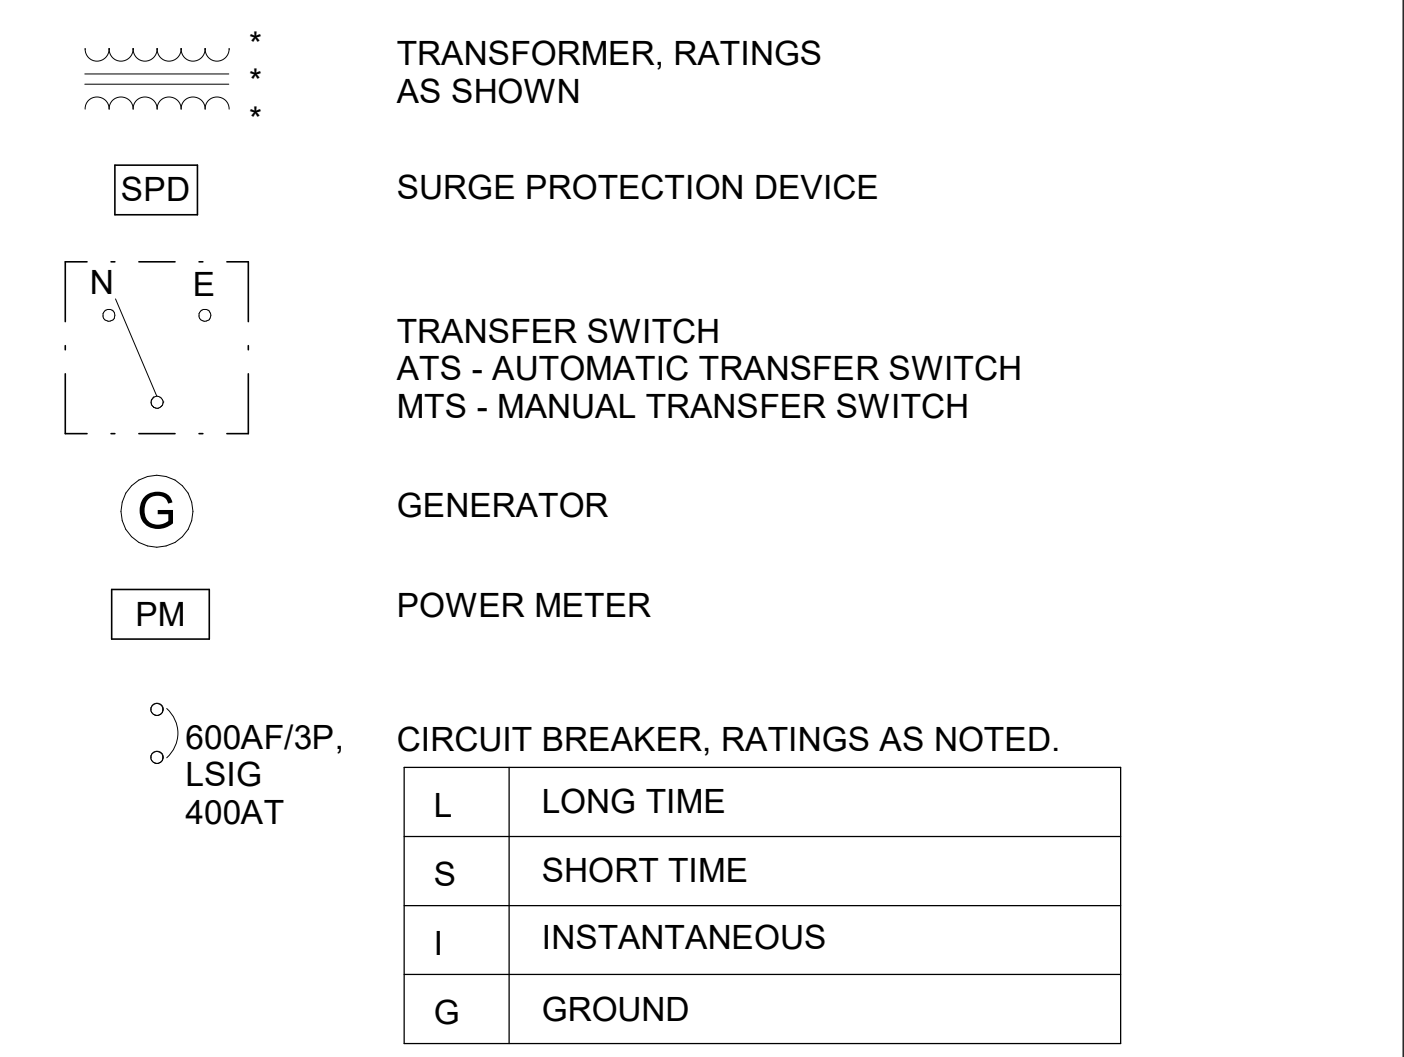 *
TRANSFORMER, RATINGS
*
AS SHOWN
*
SPD
SURGE PROTECTION DEVICE
N E
TRANSFER SWITCH
ATS - AUTOMATIC TRANSFER SWITCH
MTS - MANUAL TRANSFER SWITCH
G
GENERATOR
PM
POWER METER
600AF/3P,
LSIG
400AT
CIRCUIT BREAKER, RATINGS AS NOTED.
L LONG TIME
S SHORT TIME
I INSTANTANEOUS
G GROUND